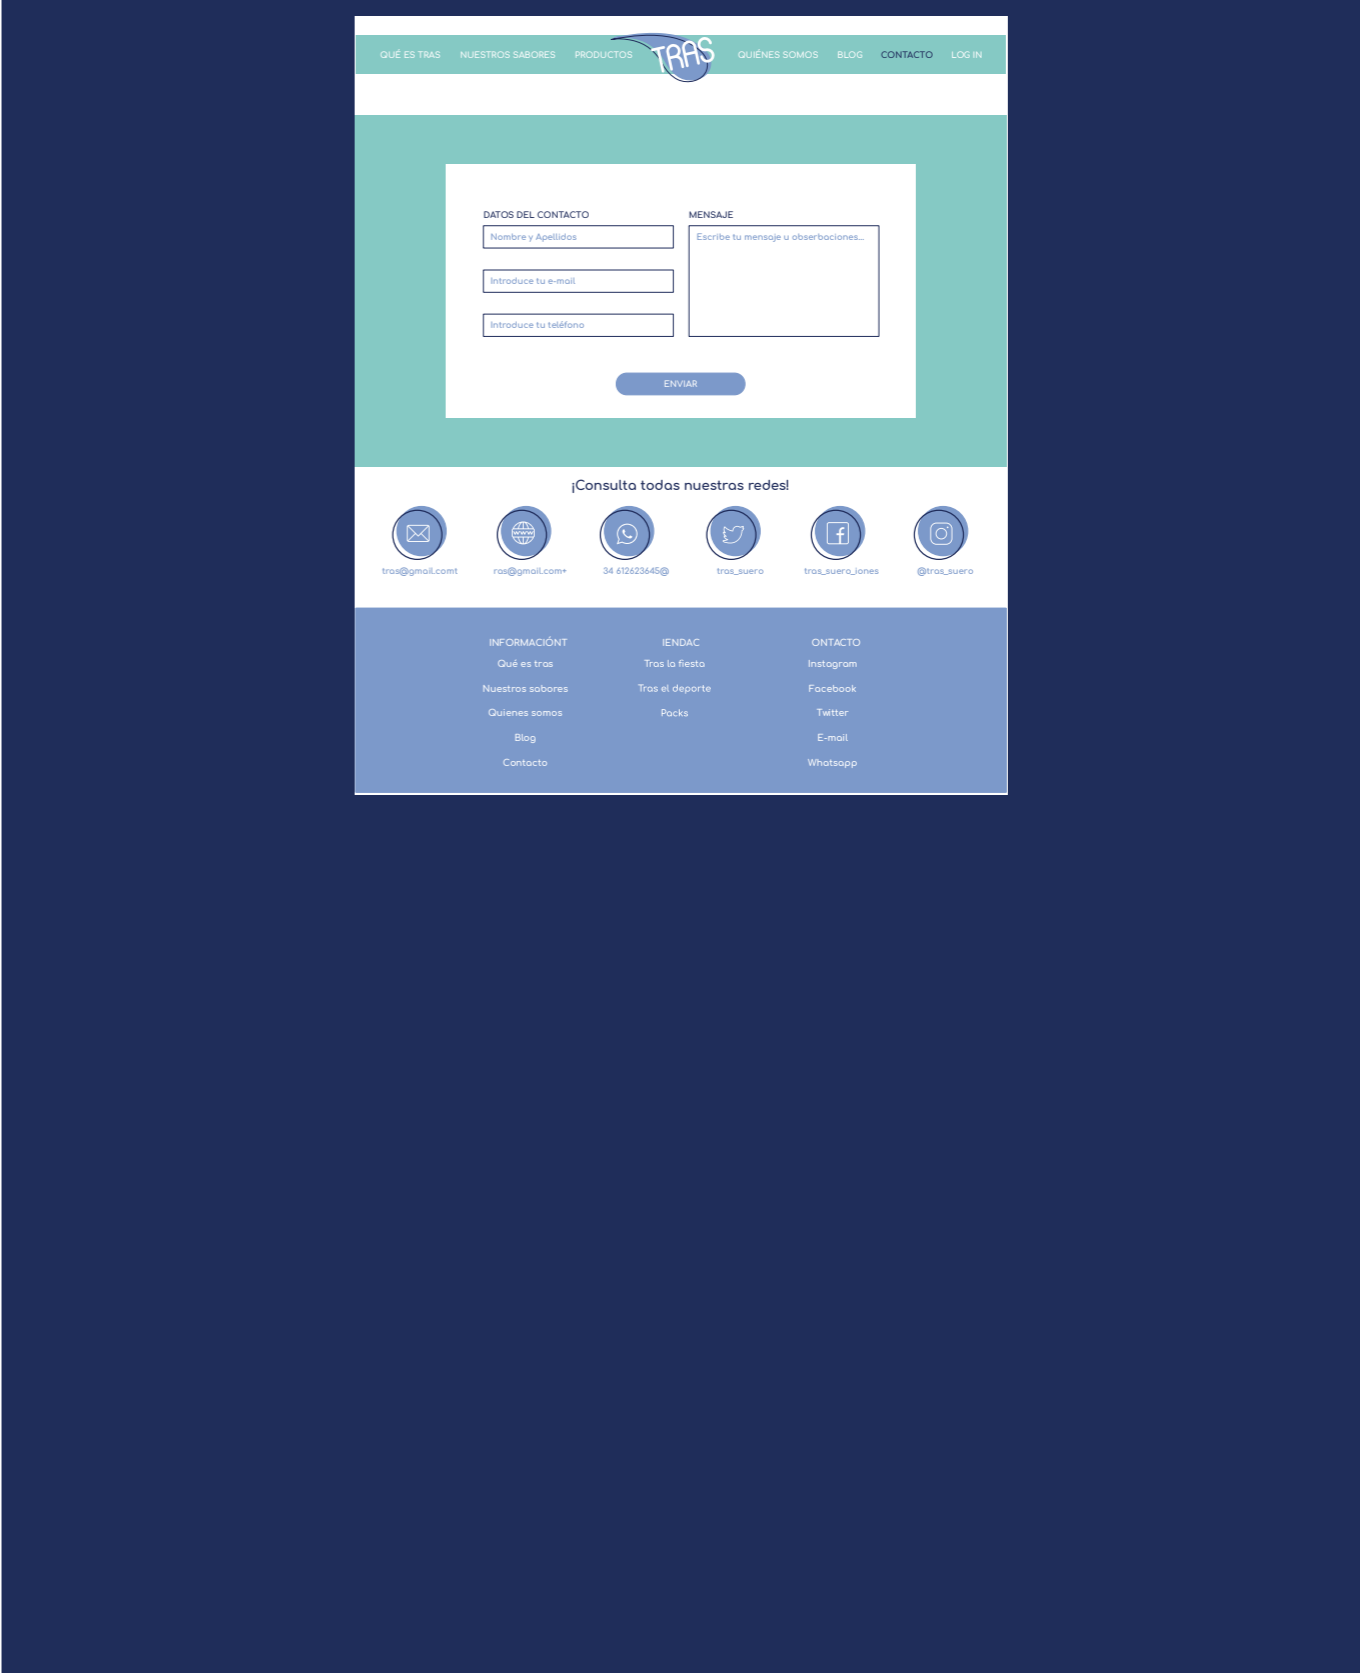 QUÉ ES TRAS NUESTROS SABORES PRODUCTOS TRAS QUIÉNES SOMOS BLOG CONTACTO LOG IN
DATOS DEL CONTACTO
Nombre y Apellidos
Introduce tu e-mail
Introduce tu teléfono
MENSAJE
Escribe tu mensaje u obserbaciones...
ENVIAR
¡Consulta todas nuestras redes!
www
tras@gmail.comt ras@gmail.com+ 34 612623645@ tras_suero tras_suero_iones @tras_suero
INFORMACIÓNT
Qué es tras
Nuestros sabores
Quienes somos
Blog
Contacto
IENDAC
Tras la fiesta
Tras el deporte
Packs
ONTACTO
Instagram
Facebook
Twitter
E-mail
Whatsapp